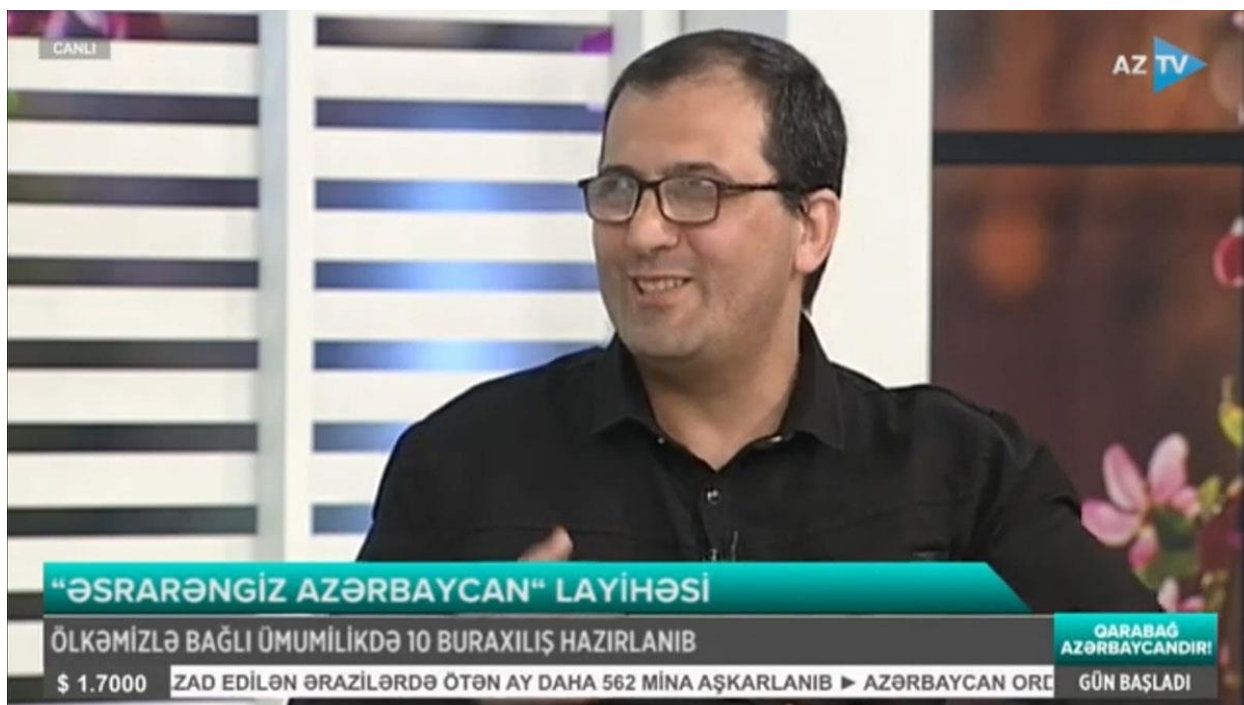 CANLI
AZ TV
“ƏSRARƏNGİZ AZƏRBAYCAN“ LAYİHƏSİ
ÖLKƏMİZLƏ BAĞLI ÜMUMİLİKDƏ 10 BURAXILIŞ HAZIRLANIB
QARABAĞ
AZƏRBAYCANDIR!
$ 1.7000 ZAD EDİLƏN ƏRAZİLƏRDƏ ÖTƏN AY DAHA 562 MİNA AŞKARLANIB ► AZƏRBAYCAN ORD GÜN BAŞLADI